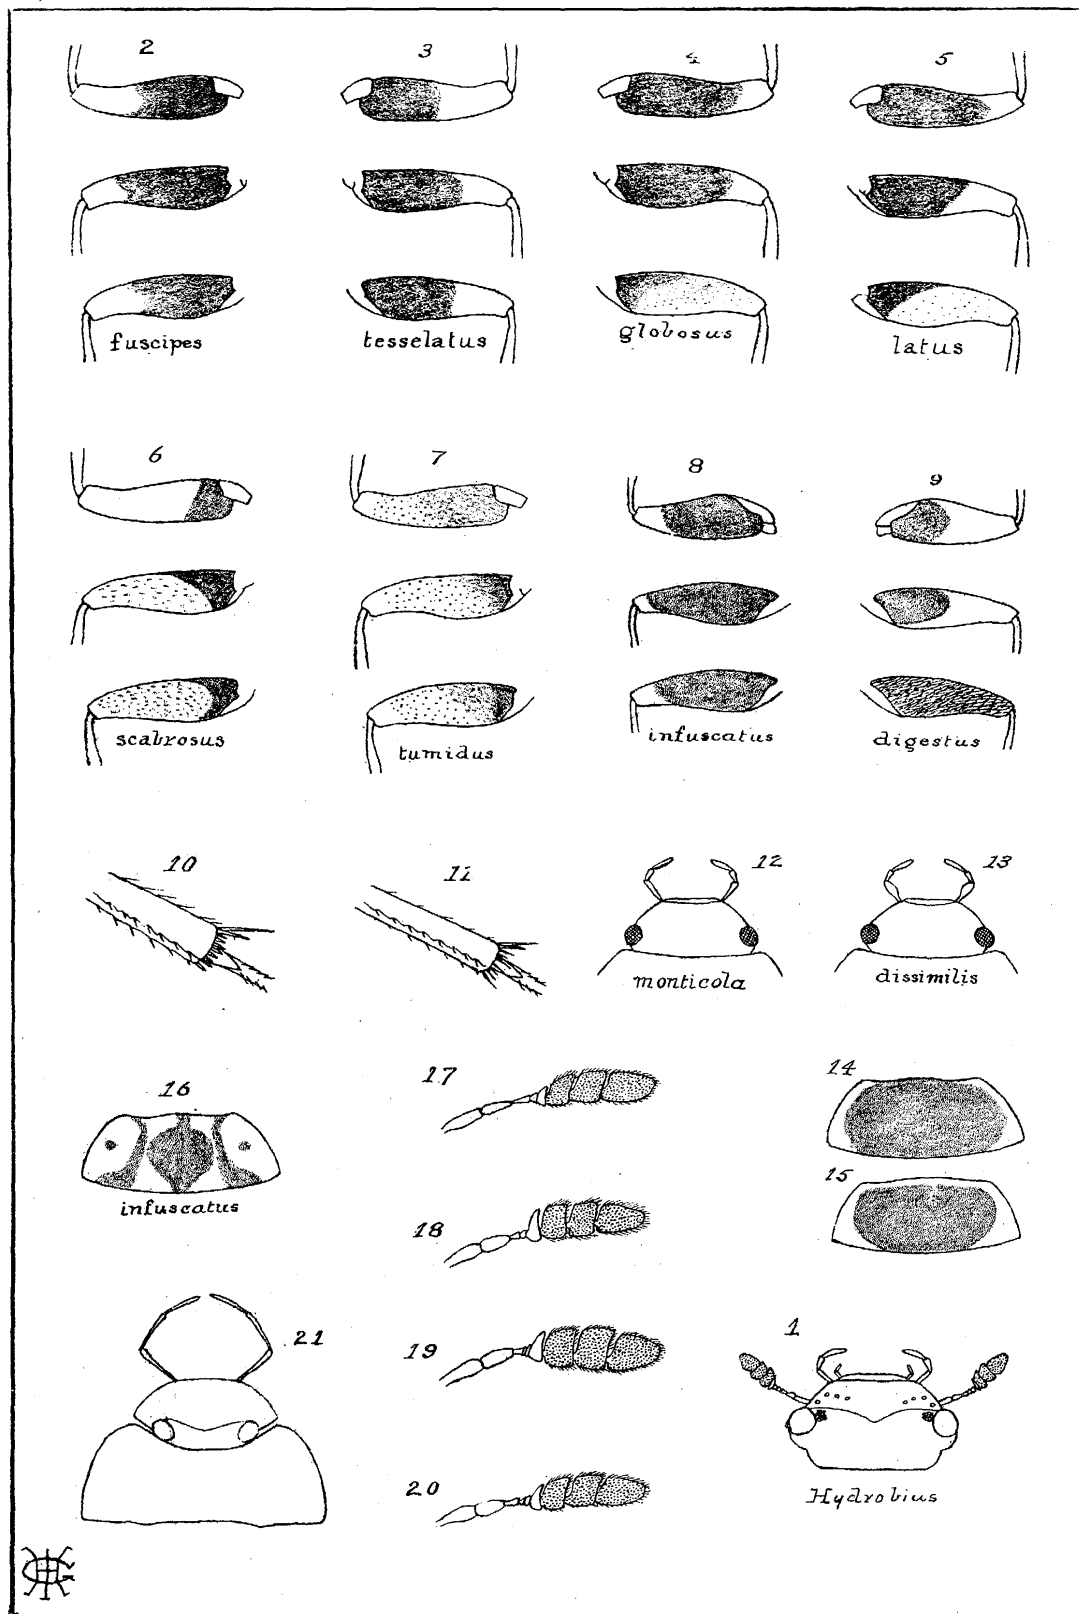 2
3
4
5
fuscipes
tesselatus
globosus
latus
6
7
8
9
scabrosus
tumidus
infuscatus
digestus
10
11
12
13
monticola
dissimilis
16
infuscatus
17
14
15
18
21
19
1
20
Hydrobius